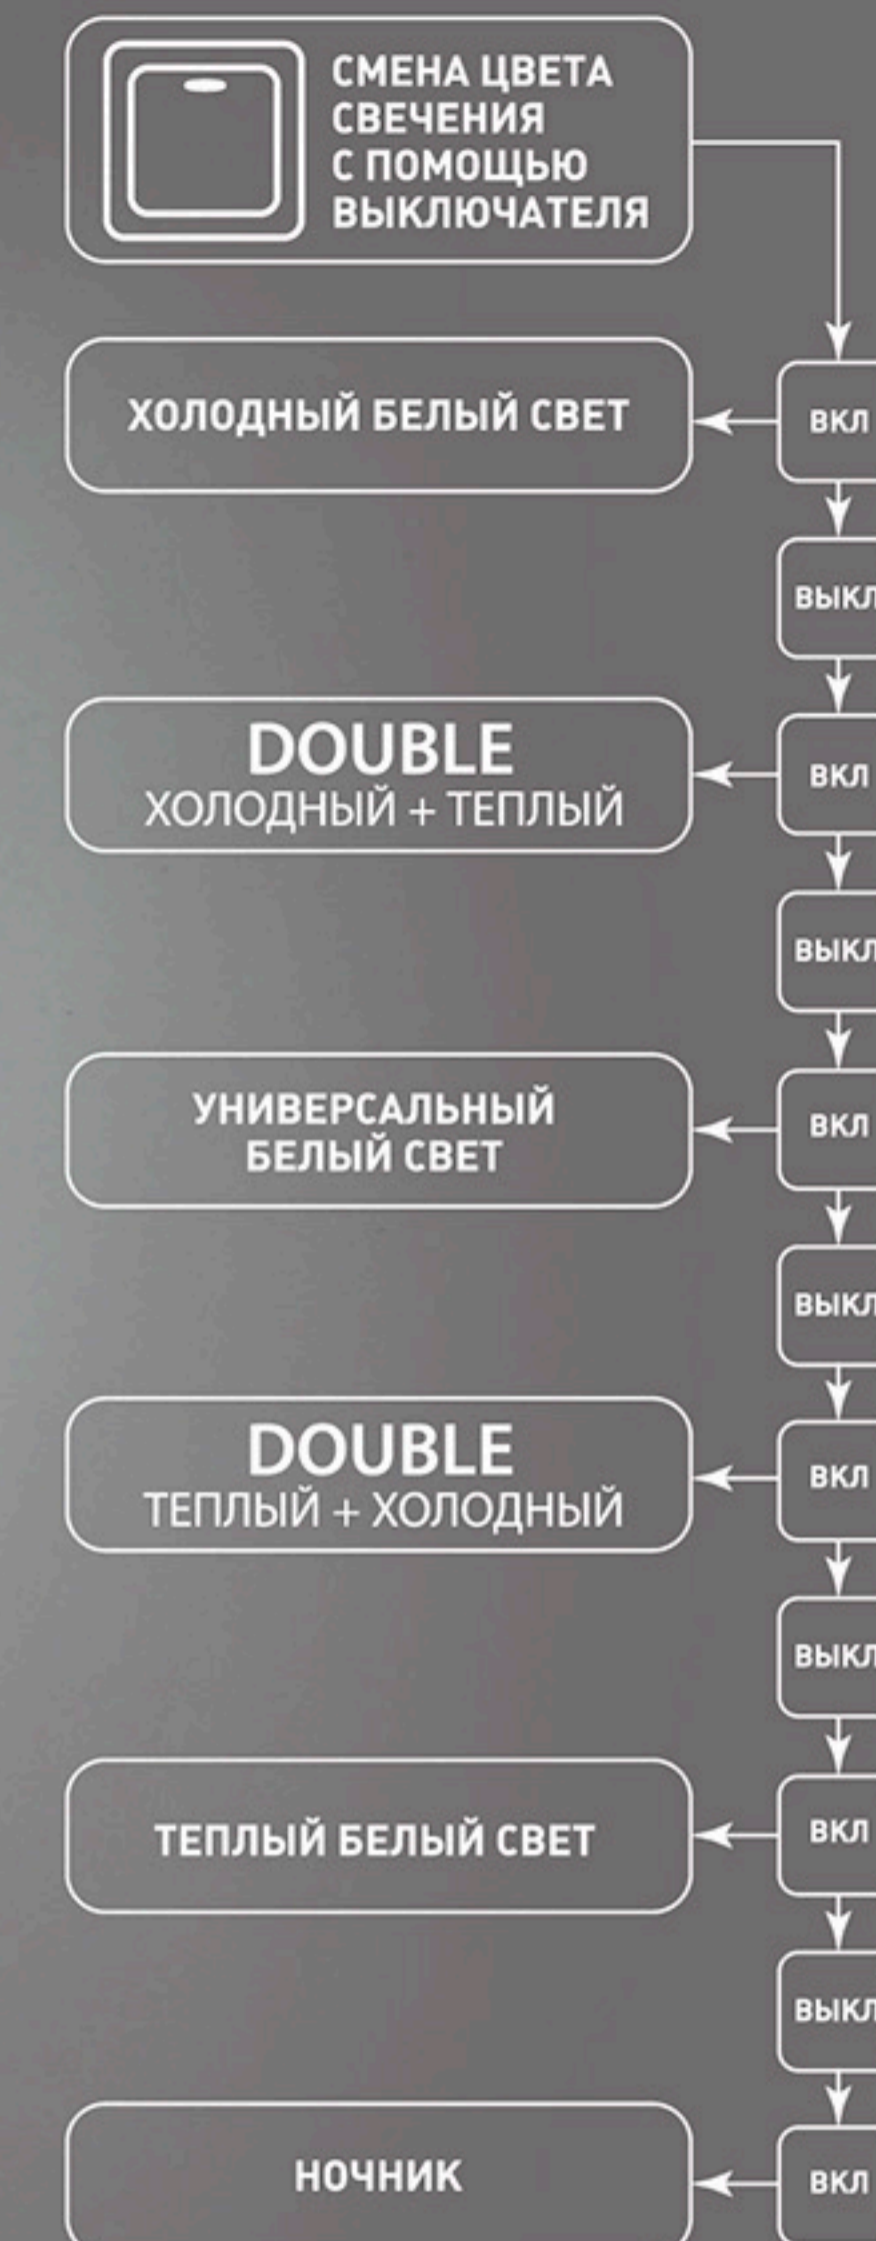 СМЕНА ЦВЕТА
СВЕЧЕНИЯ
С ПОМОЩЬЮ
ВЫКЛЮЧАТЕЛЯ
ХОЛОДНЫЙ БЕЛЫЙ СВЕТ
ВКЛ
ВЫКЛ
DOUBLE
ХОЛОДНЫЙ + ТЕПЛЫЙ
ВКЛ
ВЫКЛ
УНИВЕРСАЛЬНЫЙ
БЕЛЫЙ СВЕТ
ВКЛ
ВЫКЛ
DOUBLE
ТЕПЛЫЙ + ХОЛОДНЫЙ
ВКЛ
ВЫКЛ
ТЕПЛЫЙ БЕЛЫЙ СВЕТ
ВКЛ
ВЫКЛ
НОЧНИК
ВКЛ